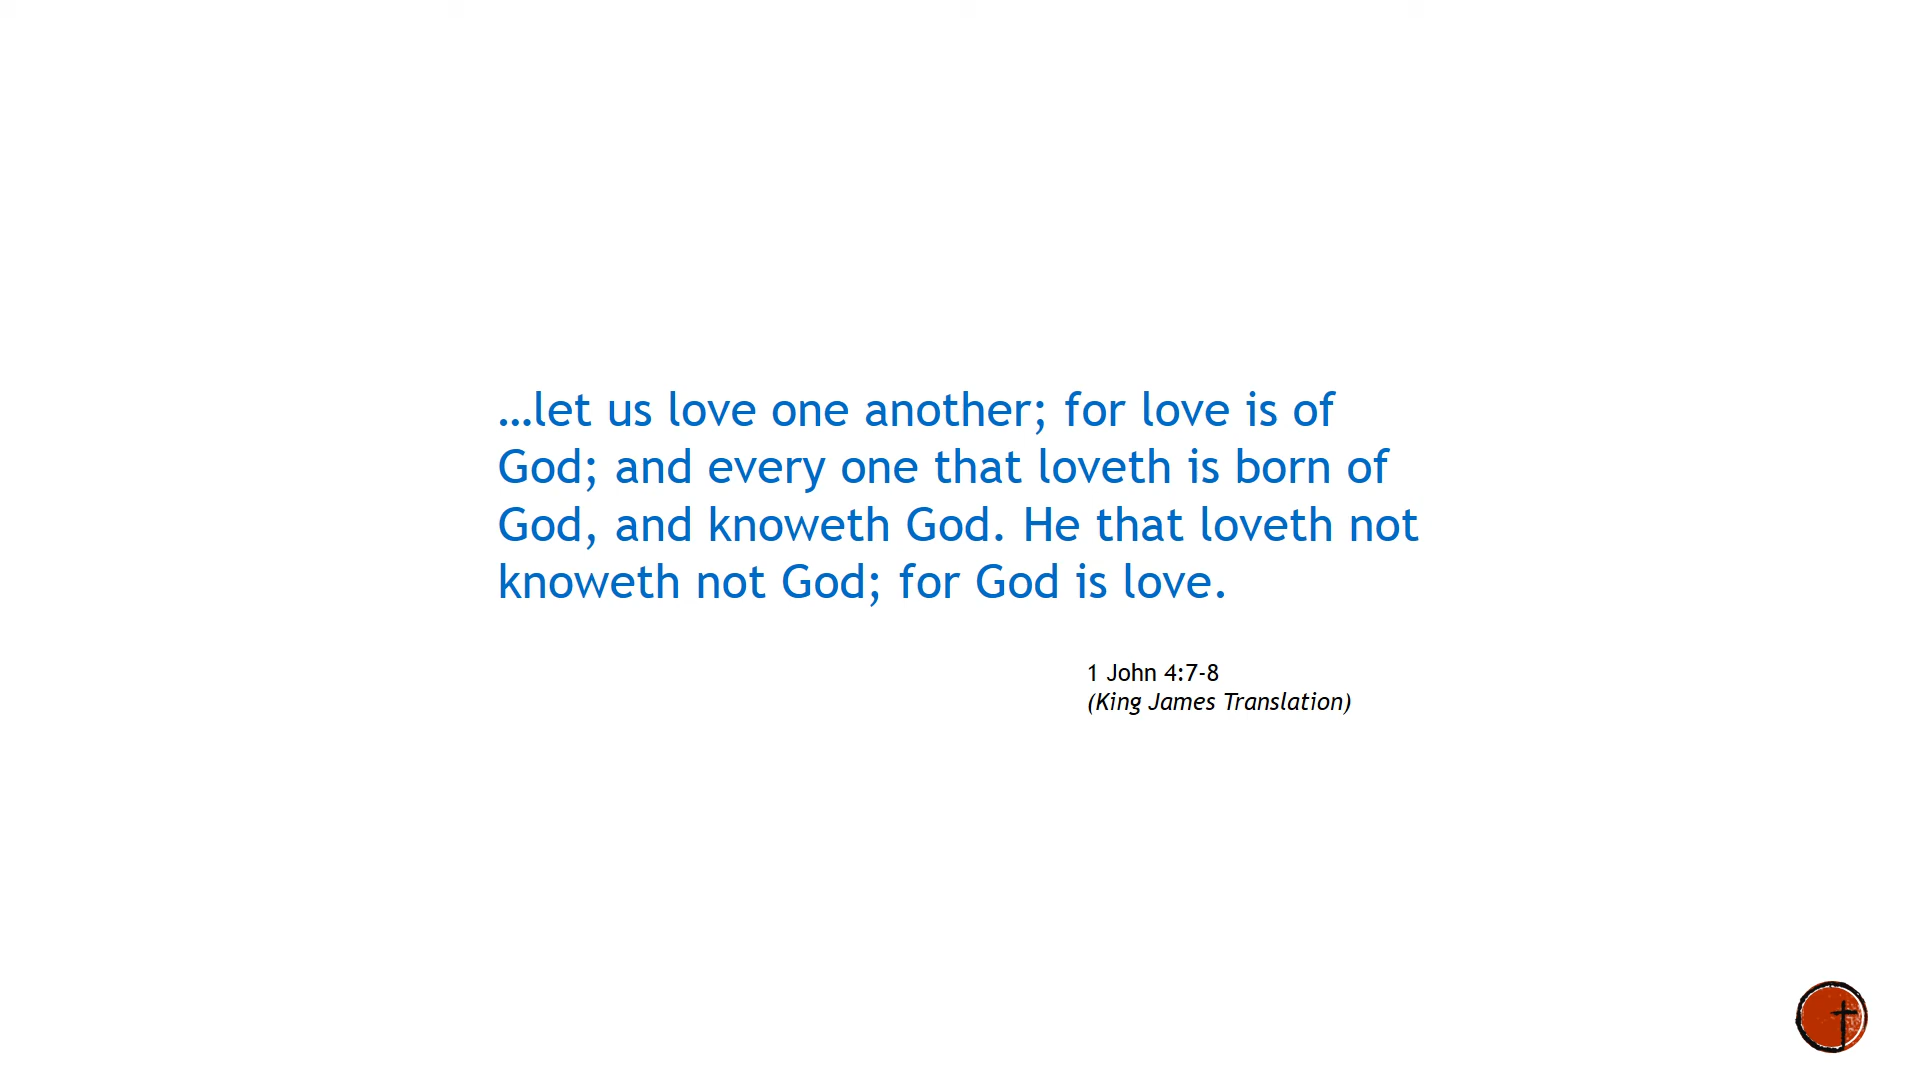 …let us love one another; for love is of
God; and every one that loveth is born of
God, and knoweth God. He that loveth not
knoweth not God; for God is love.
1 John 4:7-8
(King James Translation)